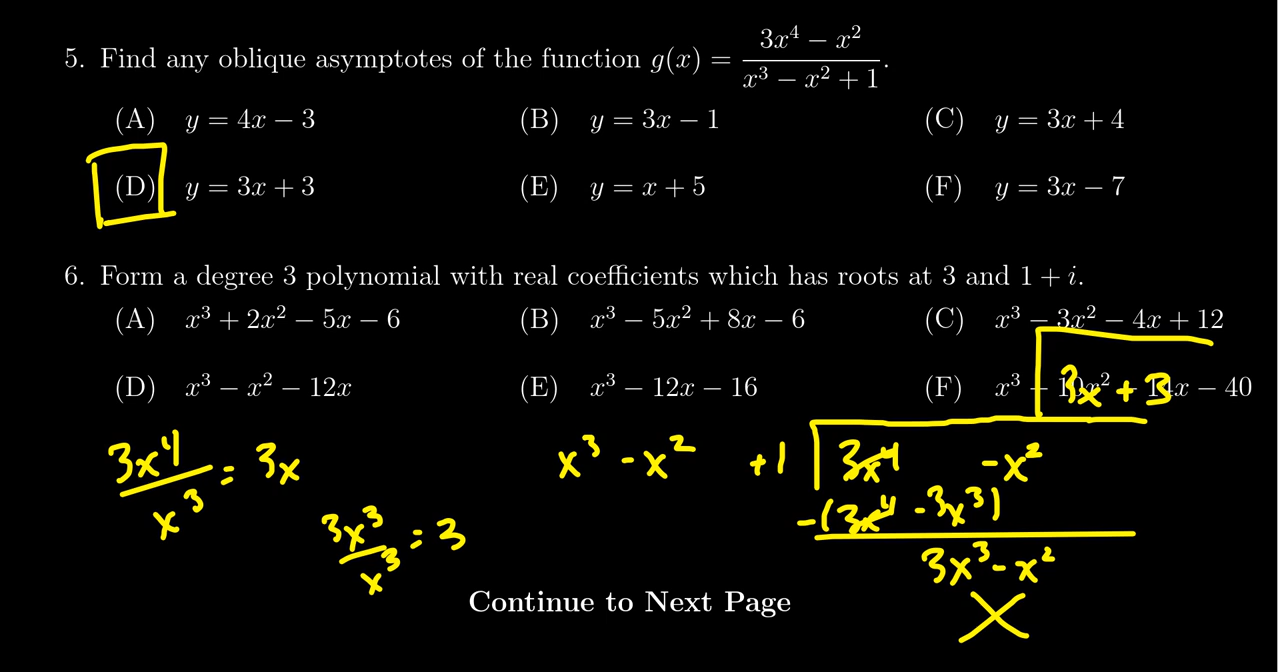 5. Find any oblique asymptotes of the function g(x) = (3x⁴ − x²)/(x³ − x² + 1).
(A) y = 4x − 3 (B) y = 3x − 1 (C) y = 3x + 4
(D) y = 3x + 3 (E) y = x + 5 (F) y = 3x − 7
6. Form a degree 3 polynomial with real coefficients which has roots at 3 and 1 + i.
(A) x³ + 2x² − 5x − 6 (B) x³ − 5x² + 8x − 6 (C) x³ − 3x² − 4x + 12
(D) x³ − x² − 12x (E) x³ − 12x − 16 (F) x³ − x² x − 40
3x + 3
3x⁴/x³ = 3x x³ - x² +1 3x⁴ - x²
-(3x⁴ - 3x³)
3x³/x³ = 3
3x³ - x²
Continue to Next Page